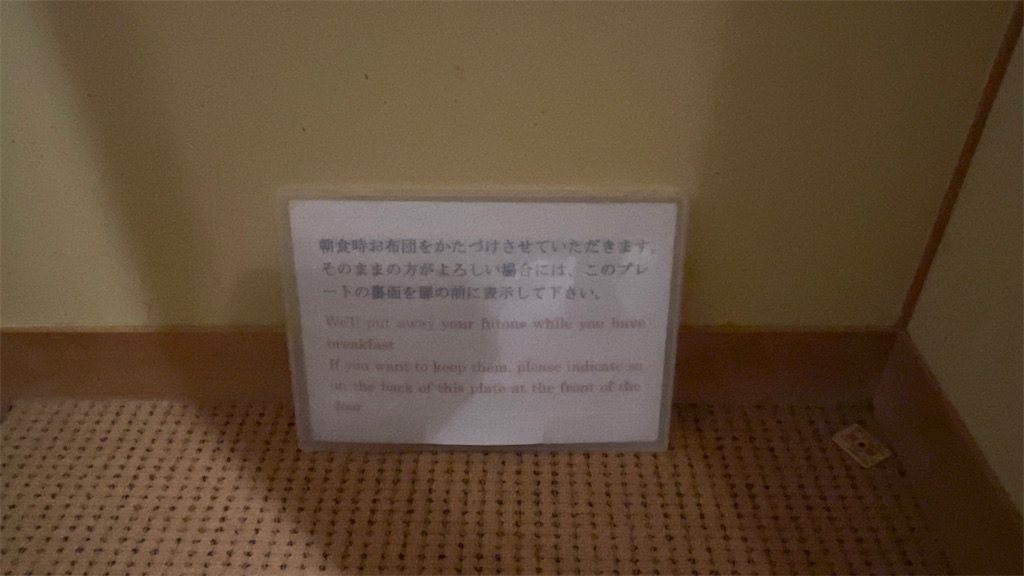 朝食時お布団をかたづけさせていただきます。
そのままの方がよろしい場合には、このプレ
ートの裏面を扉の前に表示して下さい。
We'll put away your futons while you have
breakfast
If you want to keep them, please indicate so
on the back of this plate at the front of the
door